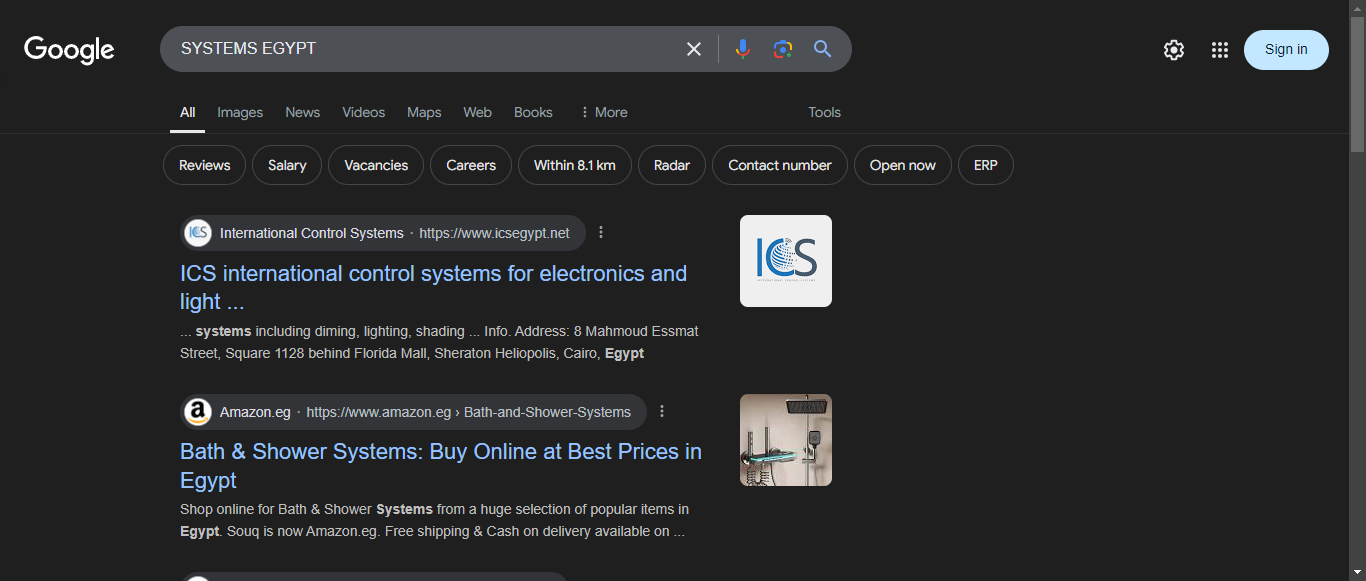 Google
SYSTEMS EGYPT
Sign in
All Images News Videos Maps Web Books More Tools
Reviews Salary Vacancies Careers Within 8.1 km Radar Contact number Open now ERP
ICS International Control Systems · https://www.icsegypt.net
ICS international control systems for electronics and
light ...
... systems including diming, lighting, shading ... Info. Address: 8 Mahmoud Essmat
Street, Square 1128 behind Florida Mall, Sheraton Heliopolis, Cairo, Egypt
ICS
INTERNATIONAL CONTROL SYSTEMS
a Amazon.eg · https://www.amazon.eg › Bath-and-Shower-Systems
Bath & Shower Systems: Buy Online at Best Prices in
Egypt
Shop online for Bath & Shower Systems from a huge selection of popular items in
Egypt. Souq is now Amazon.eg. Free shipping & Cash on delivery available on ...